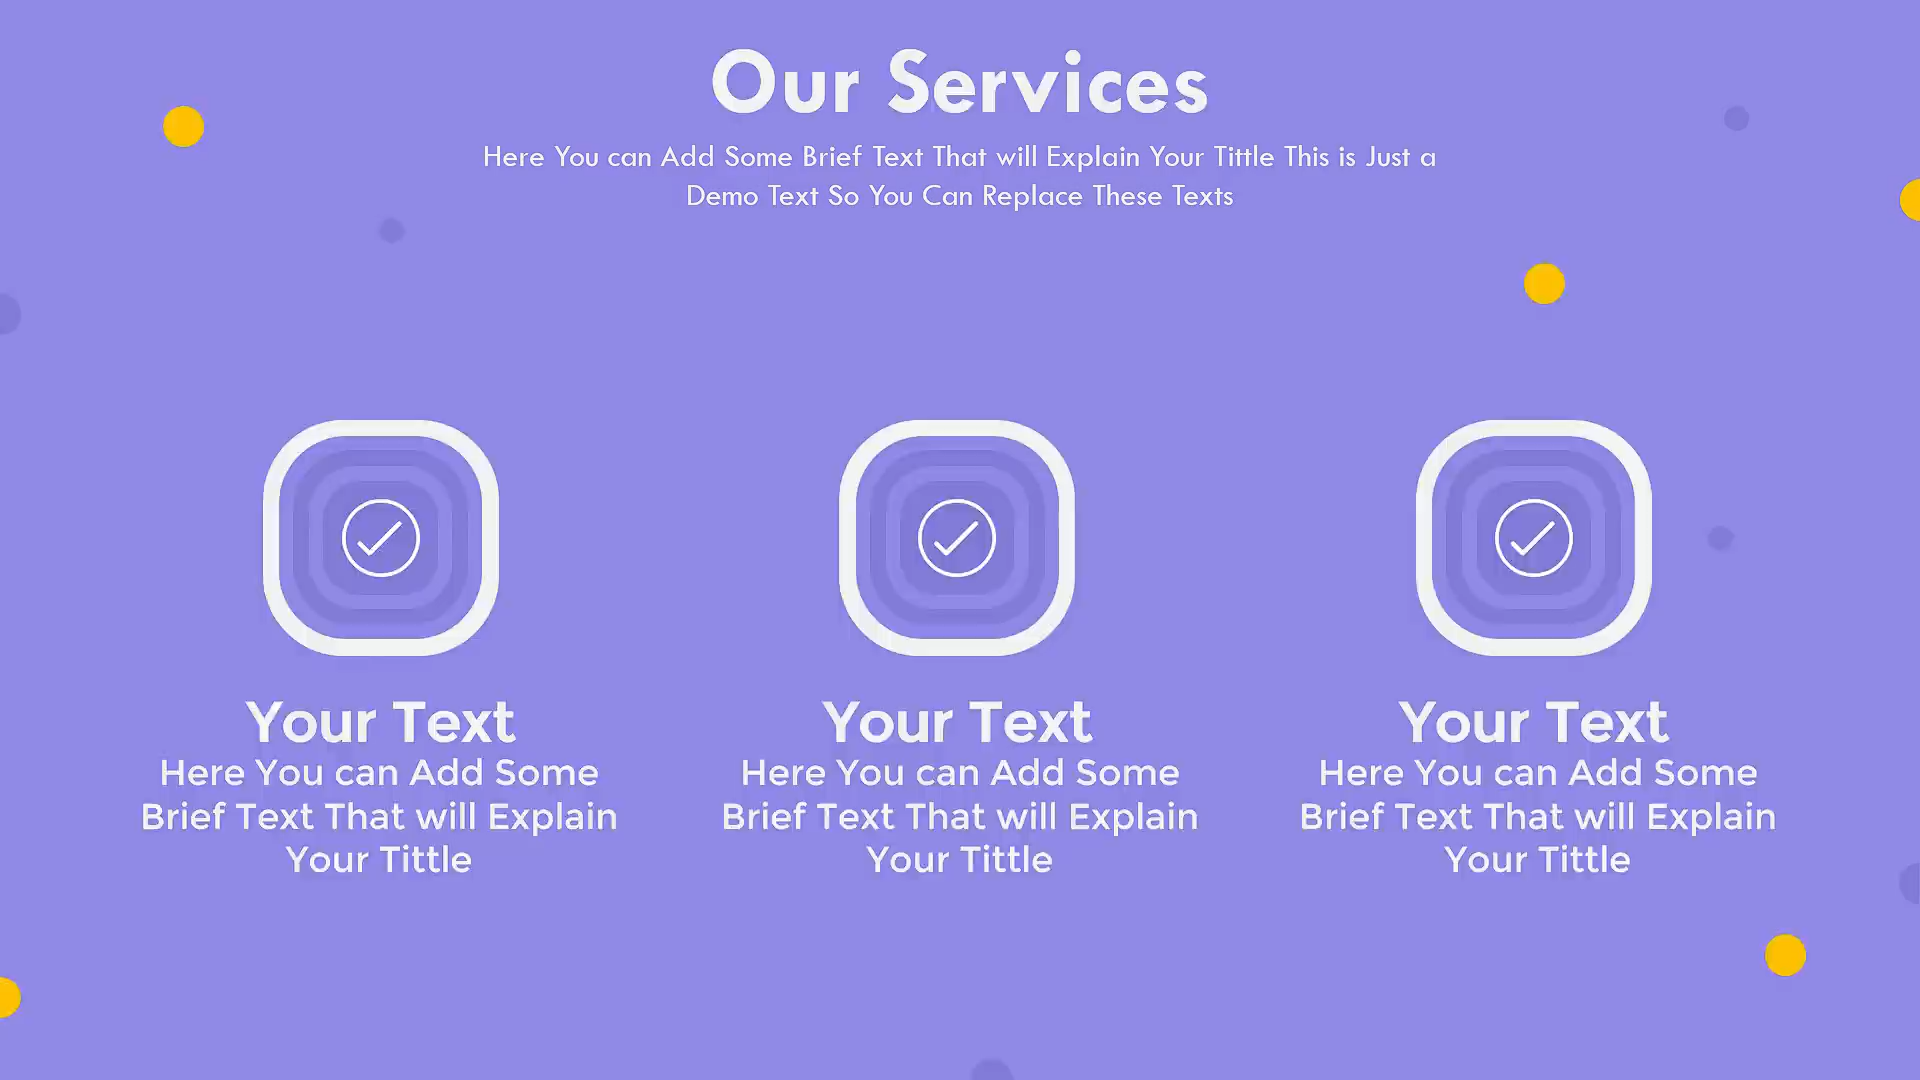 Our Services
Here You can Add Some Brief Text That will Explain Your Tittle This is Just a
Demo Text So You Can Replace These Texts
Your Text
Here You can Add Some
Brief Text That will Explain
Your Tittle
Your Text
Here You can Add Some
Brief Text That will Explain
Your Tittle
Your Text
Here You can Add Some
Brief Text That will Explain
Your Tittle